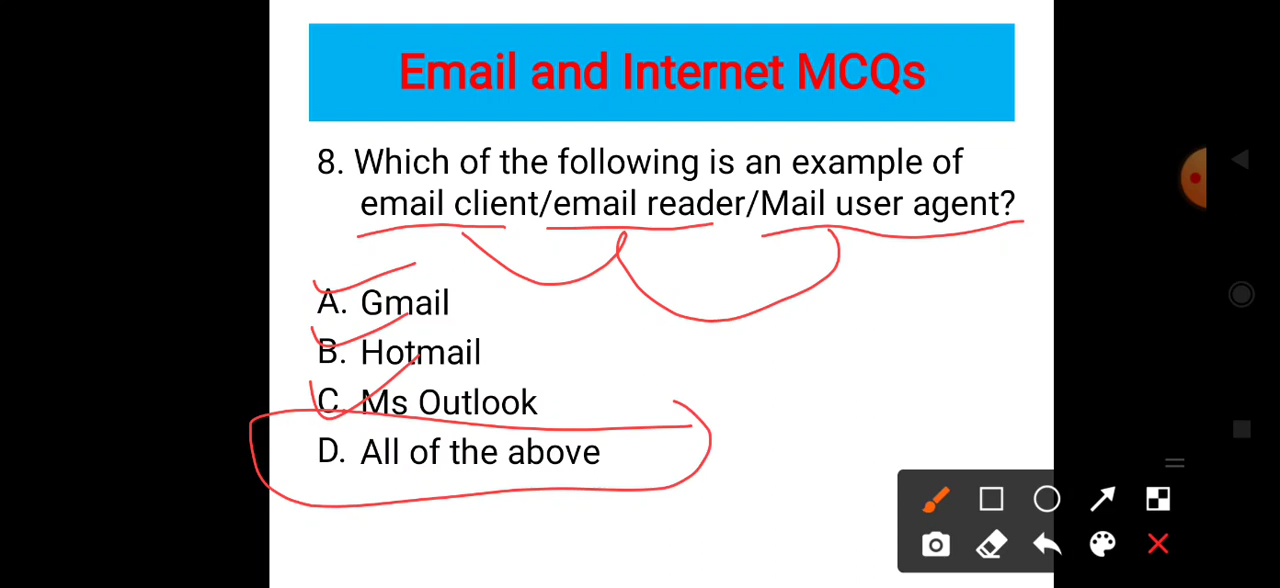 Email and Internet MCQs
8. Which of the following is an example of
email client/email reader/Mail user agent?
A. Gmail
B. Hotmail
C. Ms Outlook
D. All of the above